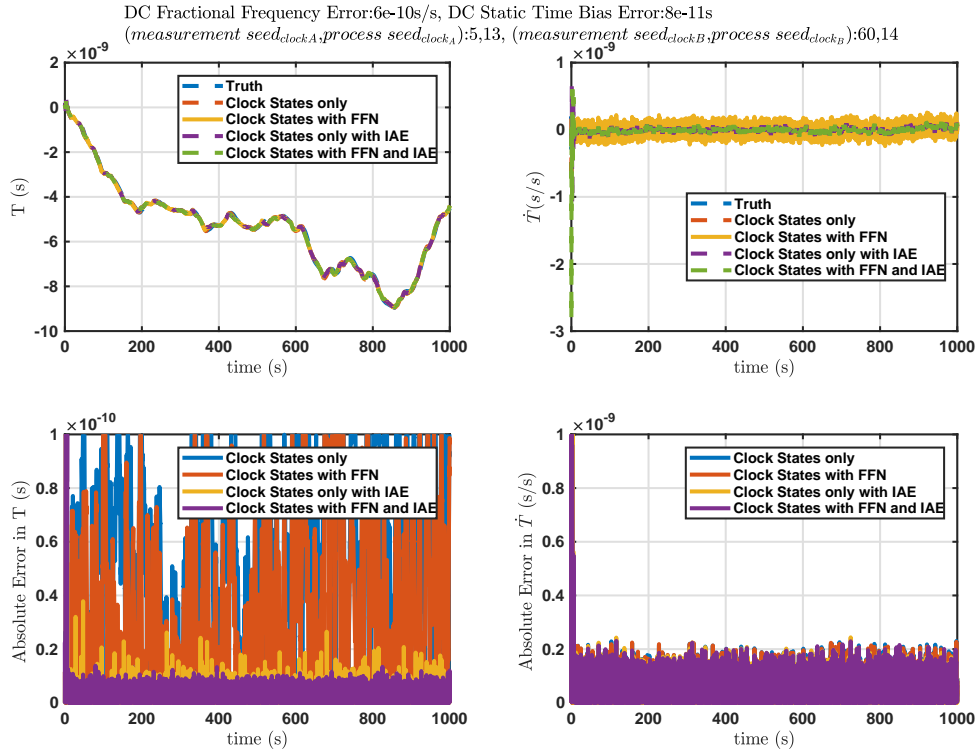 DC Fractional Frequency Error:6e-10s/s, DC Static Time Bias Error:8e-11s
(measurement seed_clockA,process seed_clock_A):5,13, (measurement seed_clockB,process seed_clock_B):60,14
×10^-9
Truth
Clock States only
Clock States with FFN
Clock States only with IAE
Clock States with FFN and IAE
T (s)
2
0
-2
-4
-6
-8
-10
0 200 400 600 800 1000
time (s)
×10^-9
Truth
Clock States only
Clock States with FFN
Clock States only with IAE
Clock States with FFN and IAE
Ṫ(s/s)
1
0
-1
-2
-3
0 200 400 600 800 1000
time (s)
×10^-10
Clock States only
Clock States with FFN
Clock States only with IAE
Clock States with FFN and IAE
Absolute Error in T (s)
1
0.8
0.6
0.4
0.2
0
0 200 400 600 800 1000
time (s)
×10^-9
Clock States only
Clock States with FFN
Clock States only with IAE
Clock States with FFN and IAE
Absolute Error in Ṫ (s/s)
1
0.8
0.6
0.4
0.2
0
0 200 400 600 800 1000
time (s)